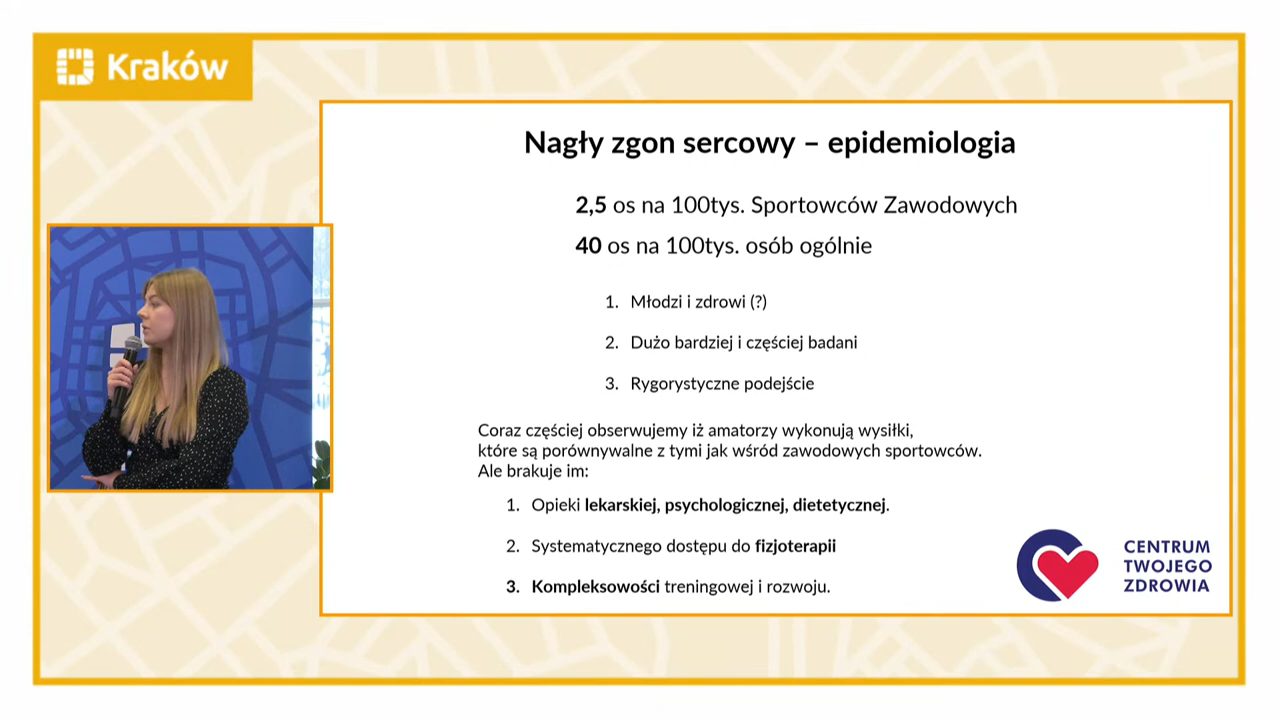 Kraków
Nagły zgon sercowy – epidemiologia
2,5 os na 100tys. Sportowców Zawodowych
40 os na 100tys. osób ogólnie
1. Młodzi i zdrowi (?)
2. Dużo bardziej i częściej badani
3. Rygorystyczne podejście
Coraz częściej obserwujemy iż amatorzy wykonują wysiłki,
które są porównywalne z tymi jak wśród zawodowych sportowców.
Ale brakuje im:
1. Opieki lekarskiej, psychologicznej, dietetycznej.
2. Systematycznego dostępu do fizjoterapii
3. Kompleksowości treningowej i rozwoju.
CENTRUM
TWOJEGO
ZDROWIA